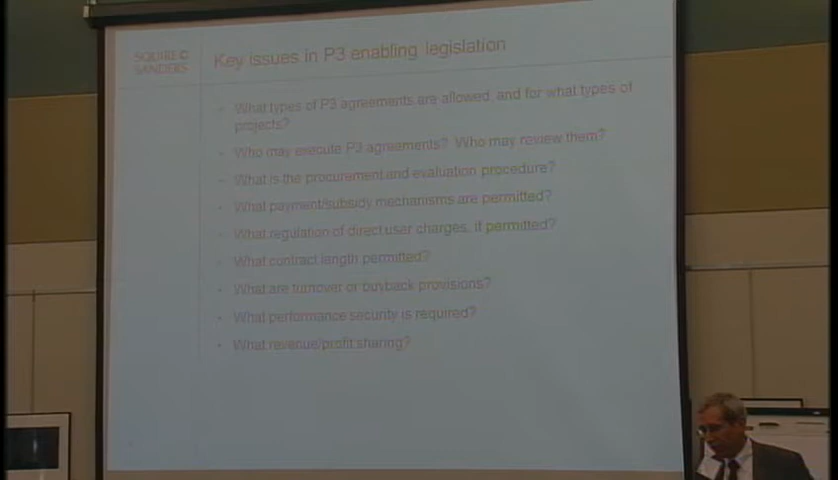 SQUIRE
SANDERS
Key issues in P3 enabling legislation
What types of P3 agreements are allowed, and for what types of
projects?
Who may execute P3 agreements? Who may review them?
What is the procurement and evaluation procedure?
What payment/subsidy mechanisms are permitted?
What regulation of direct user charges, if permitted?
What contract length permitted?
What are turnover or buyback provisions?
What performance security is required?
What revenue/profit sharing?